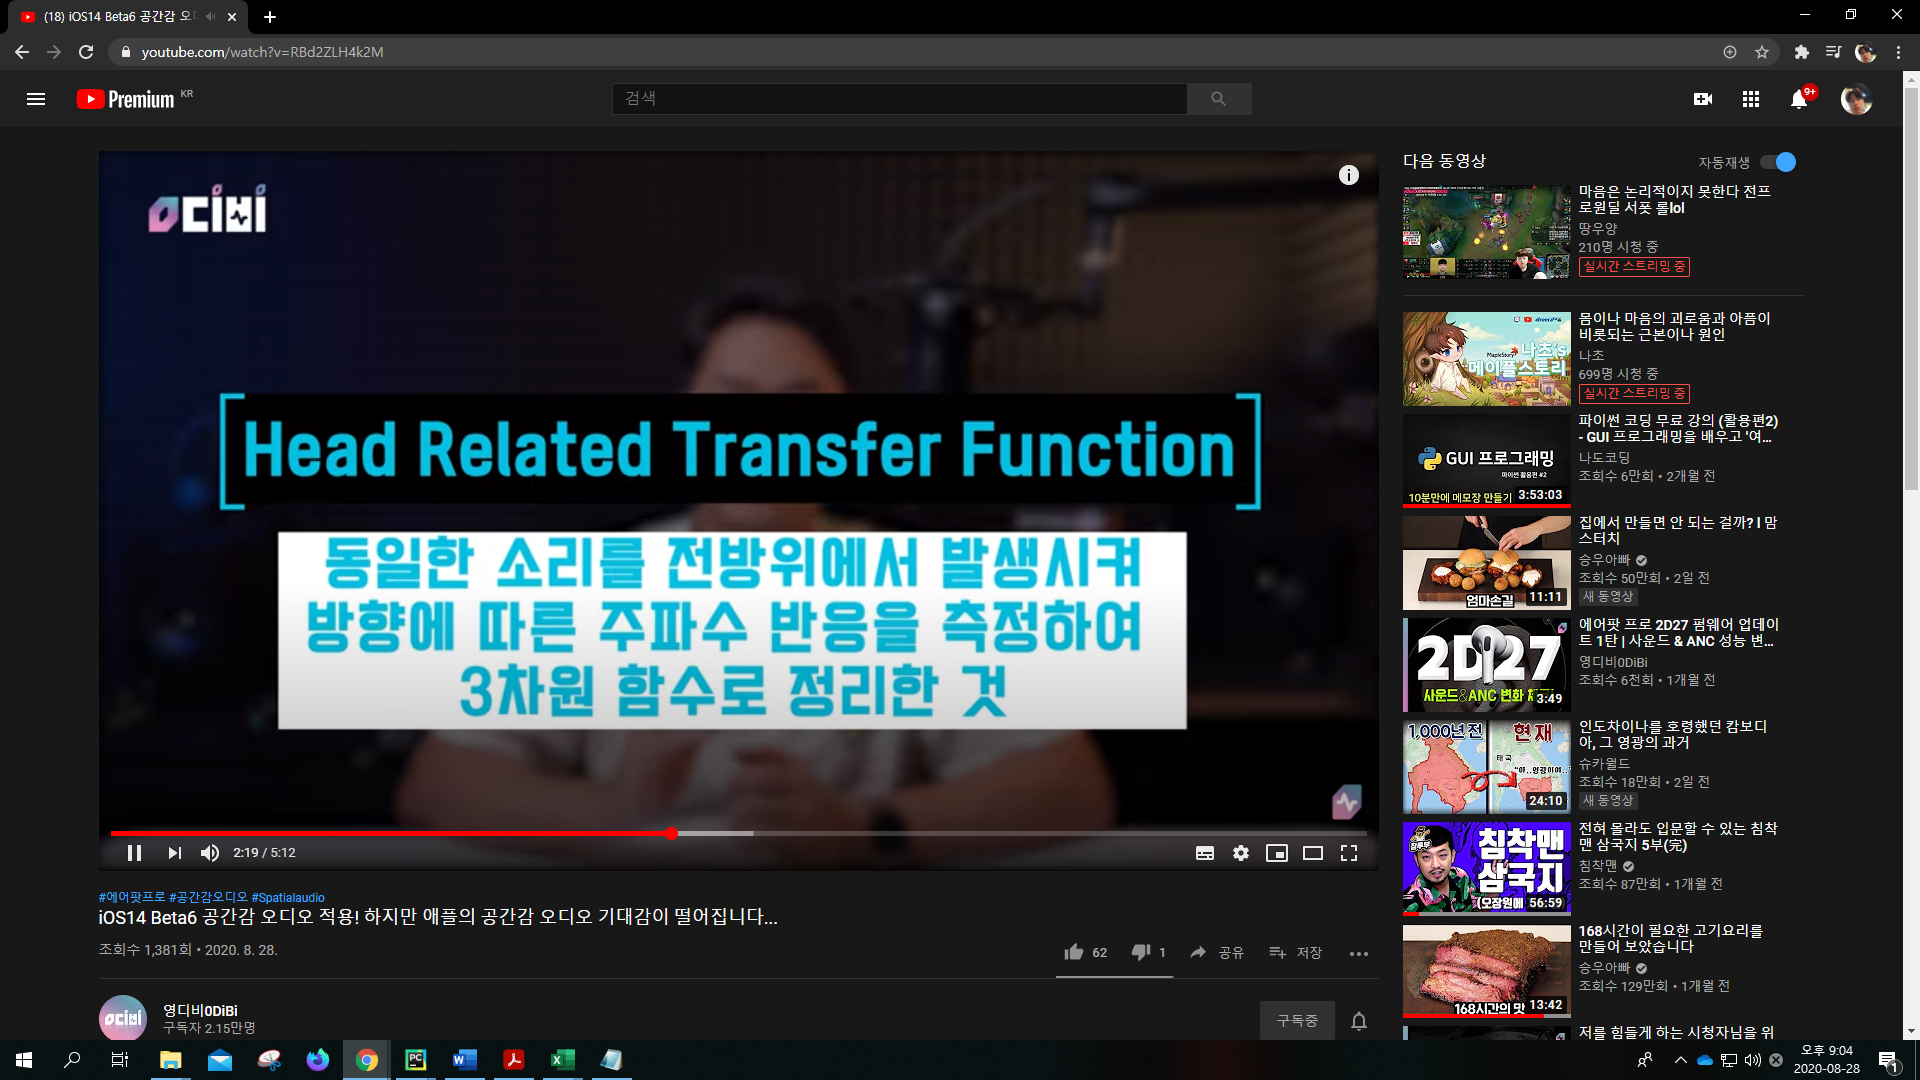 (18) iOS14 Beta6 공간감 오디
youtube.com/watch?v=RBd2ZLH4k2M
Premium KR
검색
9+
오디비
Head Related Transfer Function
동일한 소리를 전방위에서 발생시켜
방향에 따른 주파수 반응을 측정하여
3차원 함수로 정리한 것
2:19 / 5:12
#에어팟프로 #공간감오디오 #Spatialaudio
iOS14 Beta6 공간감 오디오 적용! 하지만 애플의 공간감 오디오 기대감이 떨어집니다...
조회수 1,381회 • 2020. 8. 28.
62
1
공유
저장
영디비0DiBi
구독자 2.15만명
구독중
다음 동영상
자동재생
마음은 논리적이지 못한다 전프
로원딜 서폿 롤lol
땅우양
210명 시청 중
실시간 스트리밍 중
MapleStory
나초's
메이플스토리
몸이나 마음의 괴로움과 아픔이
비롯되는 근본이나 원인
나초
699명 시청 중
실시간 스트리밍 중
GUI 프로그래밍
파이썬 활용편 #2
10분만에 메모장 만들기
3:53:03
파이썬 코딩 무료 강의 (활용편2)
- GUI 프로그래밍을 배우고 '여...
나도코딩
조회수 6만회 • 2개월 전
엄마손길
11:11
집에서 만들면 안 되는 걸까? l 맘
스터치
승우아빠
조회수 50만회 • 2일 전
새 동영상
2D27
사운드&ANC 변화
3:49
에어팟 프로 2D27 펌웨어 업데이
트 1탄 | 사운드 & ANC 성능 변...
영디비0DiBi
조회수 6천회 • 1개월 전
1,000년전
현재
태국
"아..영광이여..?
24:10
인도차이나를 호령했던 캄보디
아, 그 영광의 과거
슈카월드
조회수 18만회 • 2일 전
새 동영상
침착맨
삼국지
(오장원에
56:59
전혀 몰라도 입문할 수 있는 침착
맨 삼국지 5부(完)
침착맨
조회수 87만회 • 1개월 전
168시간의 맛
13:42
168시간이 필요한 고기요리를
만들어 보았습니다
승우아빠
조회수 129만회 • 1개월 전
저를 힘들게 하는 시청자님을 위
오후 9:04
2020-08-28
1